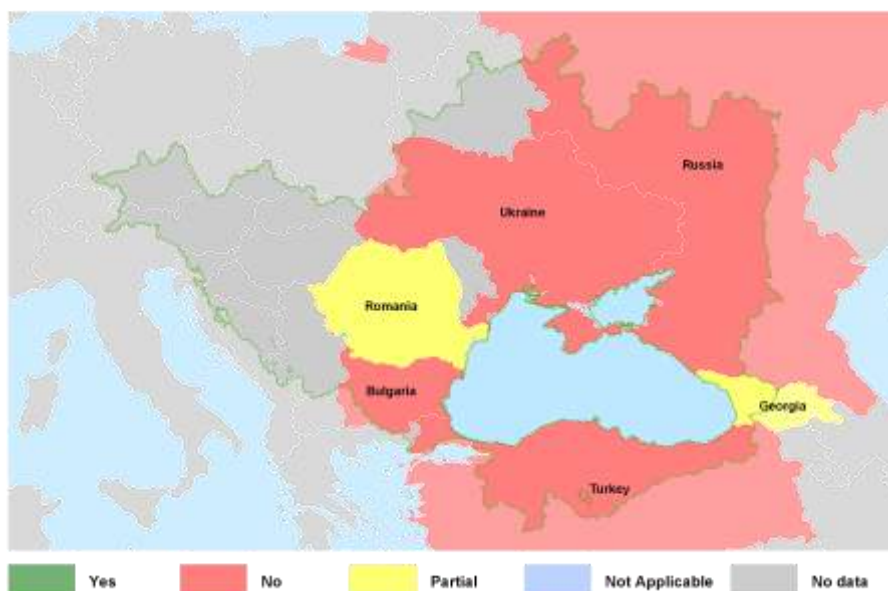 Russia
Ukraine
Romania
Bulgaria
Georgia
Turkey
Yes No Partial Not Applicable No data